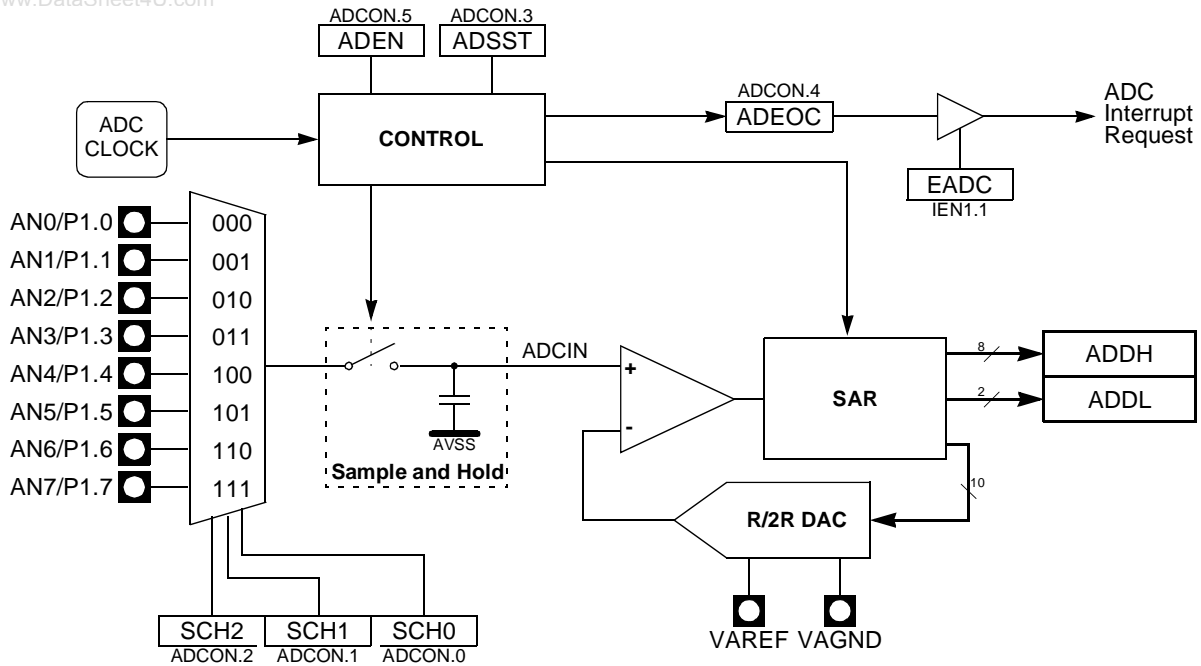 www.DataSheet4U.com
ADCON.5
ADEN
ADCON.3
ADSST
ADC
CLOCK
CONTROL
ADCON.4
ADEOC
ADC
Interrupt
Request
EADC
IEN1.1
AN0/P1.0
000
AN1/P1.1
001
AN2/P1.2
010
AN3/P1.3
011
AN4/P1.4
100
AN5/P1.5
101
AN6/P1.6
110
AN7/P1.7
111
ADCIN
AVSS
Sample and Hold
+
-
SAR
8
ADDH
2
ADDL
10
R/2R DAC
VAREF
VAGND
SCH2
ADCON.2
SCH1
ADCON.1
SCH0
ADCON.0